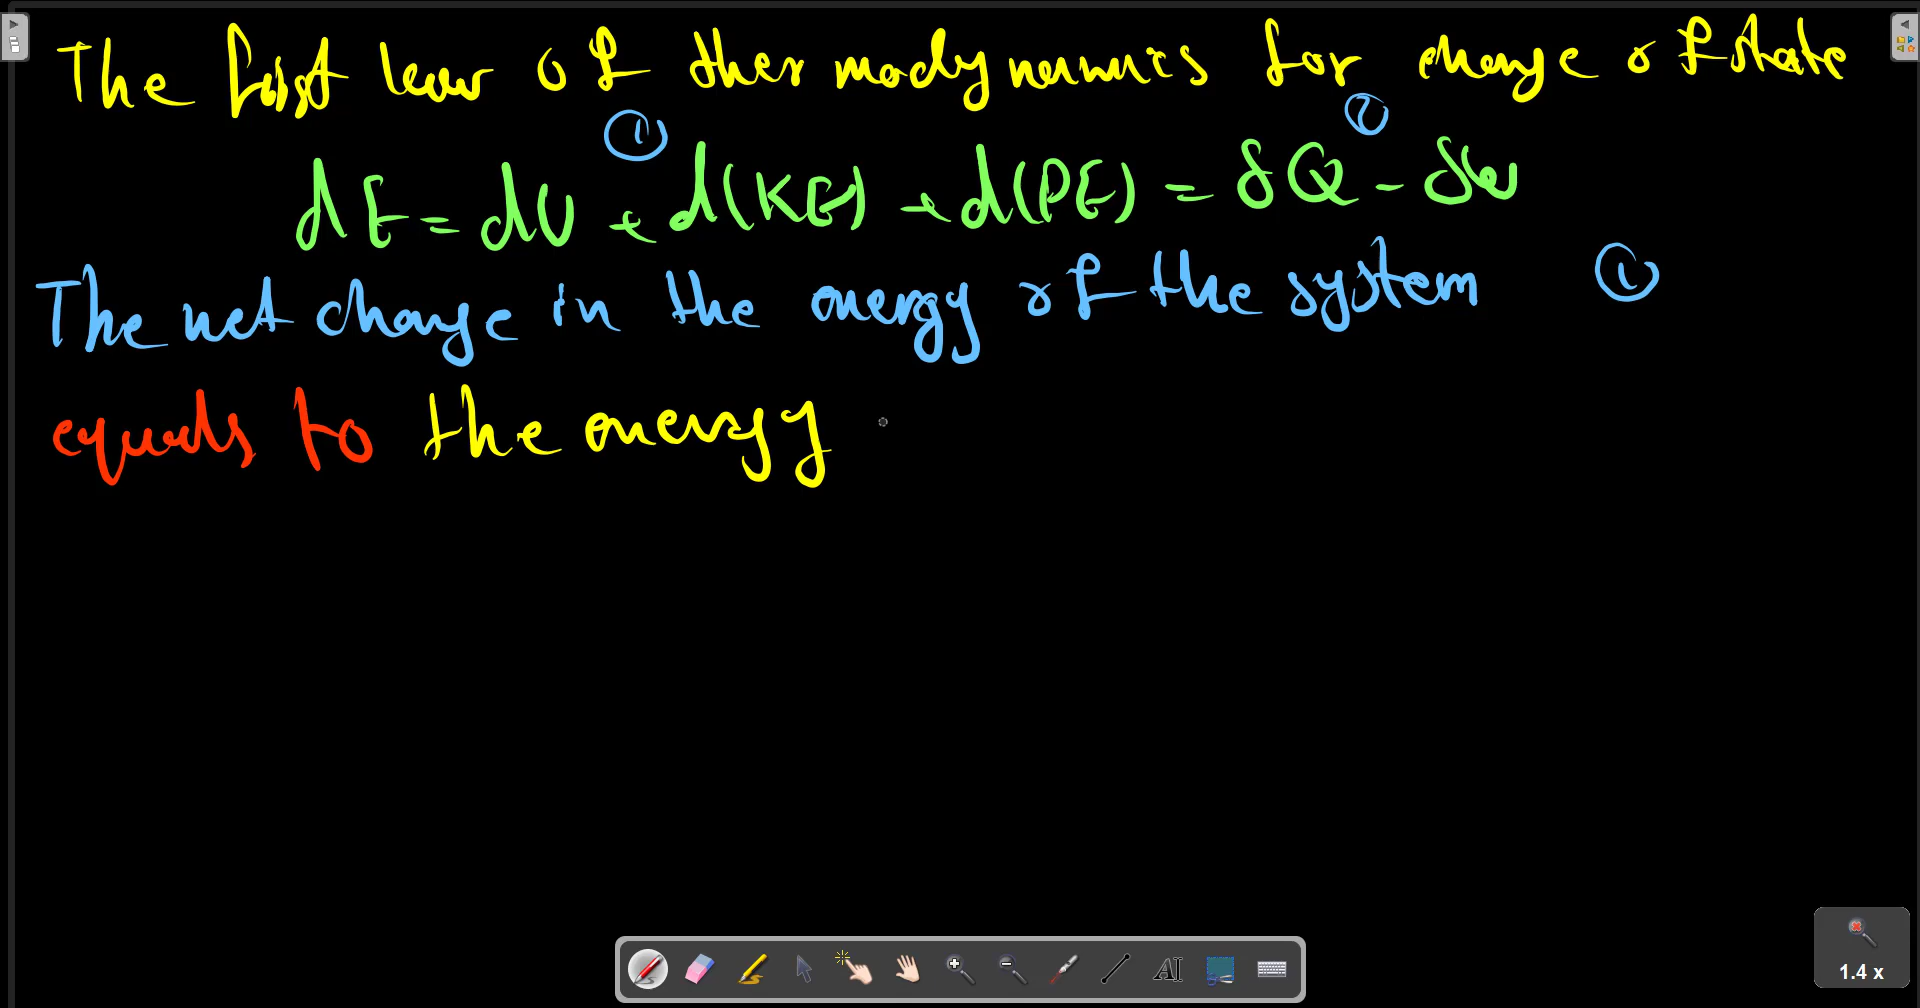 The first law of thermodynamics for change of state
① ②
dE = dU + d(KE) + d(PE) = δQ - δW
The net change in the energy of the system ①
equals to the energy
1.4 x